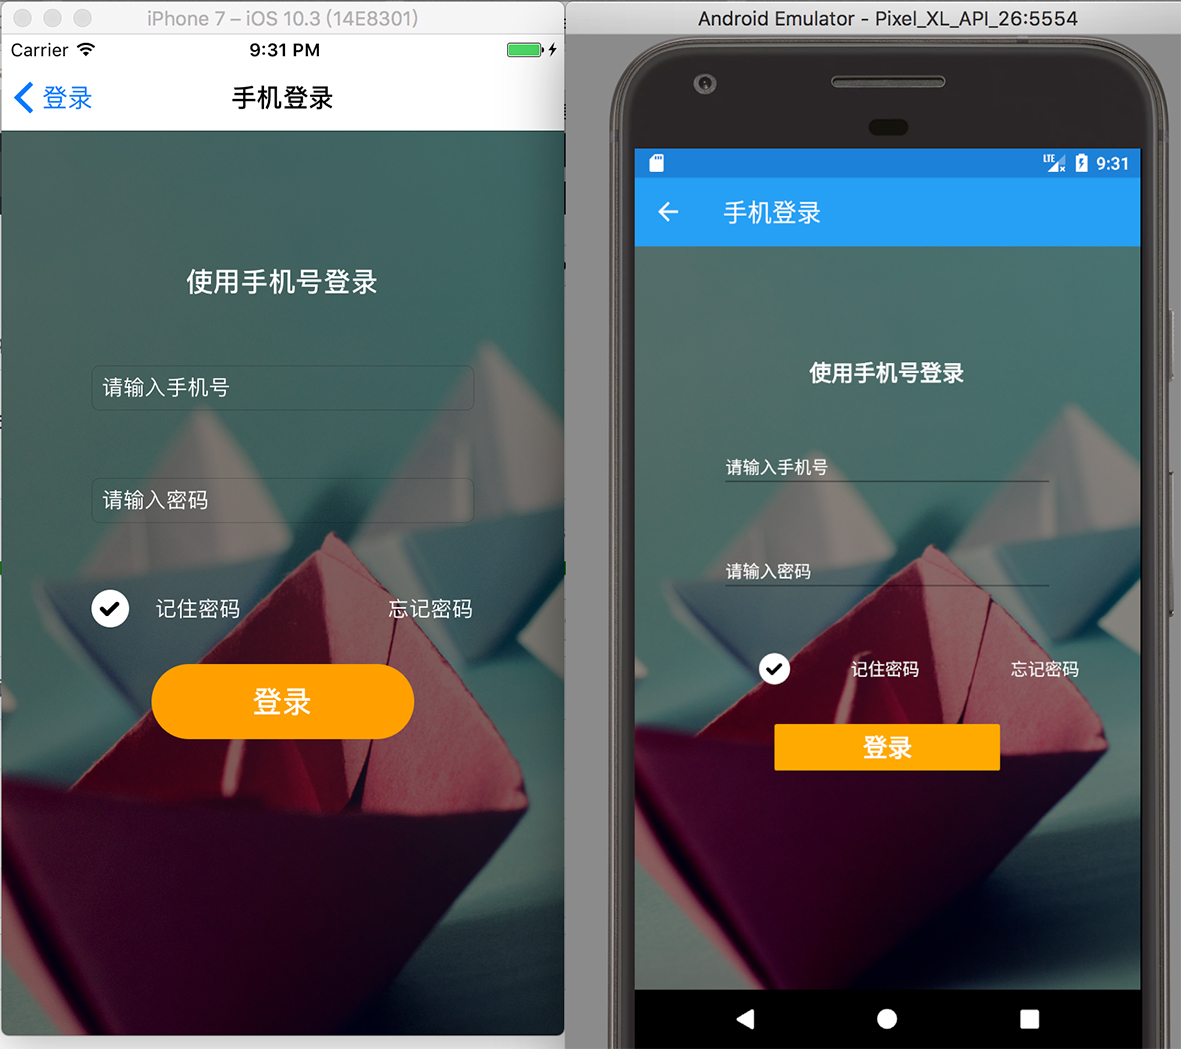 iPhone 7 – iOS 10.3 (14E8301)
Carrier 9:31 PM
登录 手机登录
使用手机号登录
请输入手机号
请输入密码
记住密码 忘记密码
登录
Android Emulator - Pixel_XL_API_26:5554
LTE 9:31
手机登录
使用手机号登录
请输入手机号
请输入密码
记住密码 忘记密码
登录